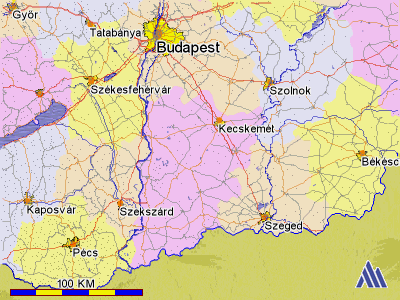 Győr
Tatabánya
Budapest
Székesfehérvár
Szolnok
Kecskemét
Békésc
Kaposvár
Szekszárd
Szeged
Pécs
100 KM